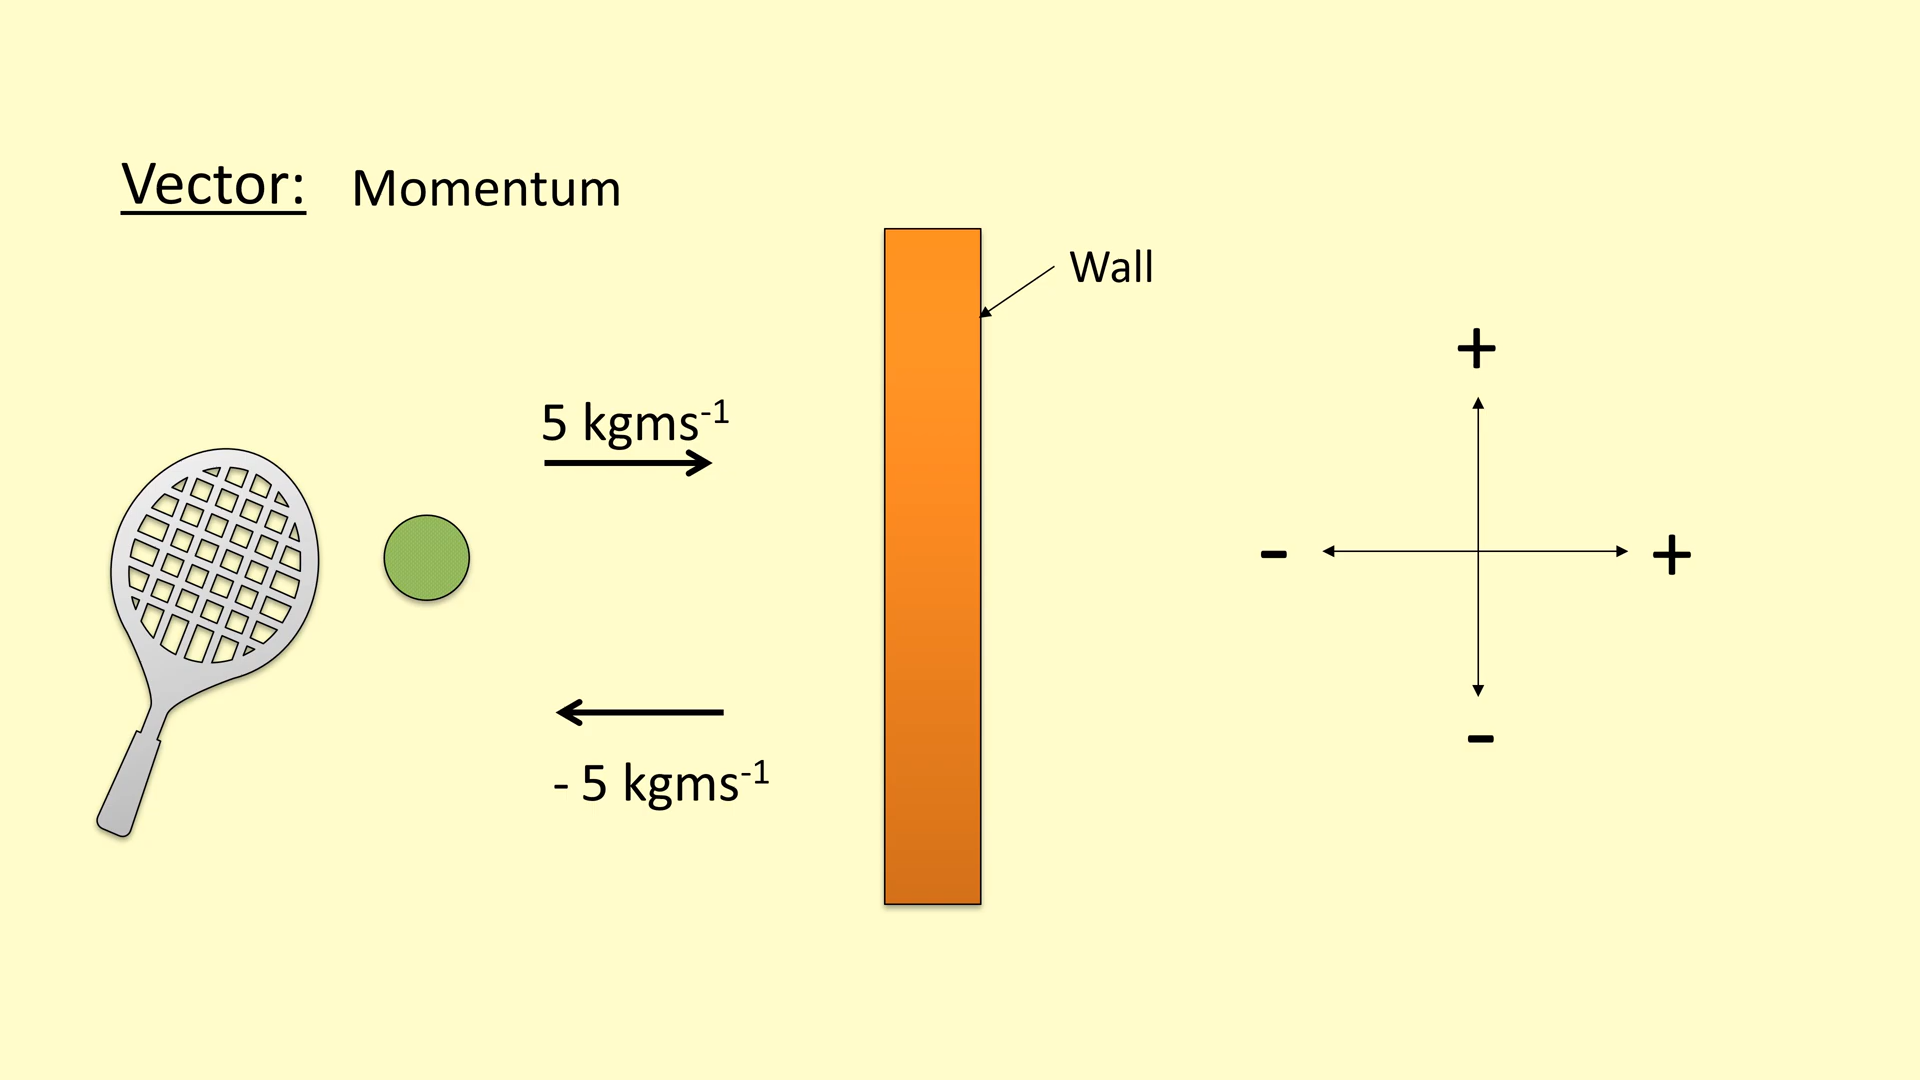 Vector: Momentum
Wall
+
5 kgms⁻¹
- +
-
- 5 kgms⁻¹